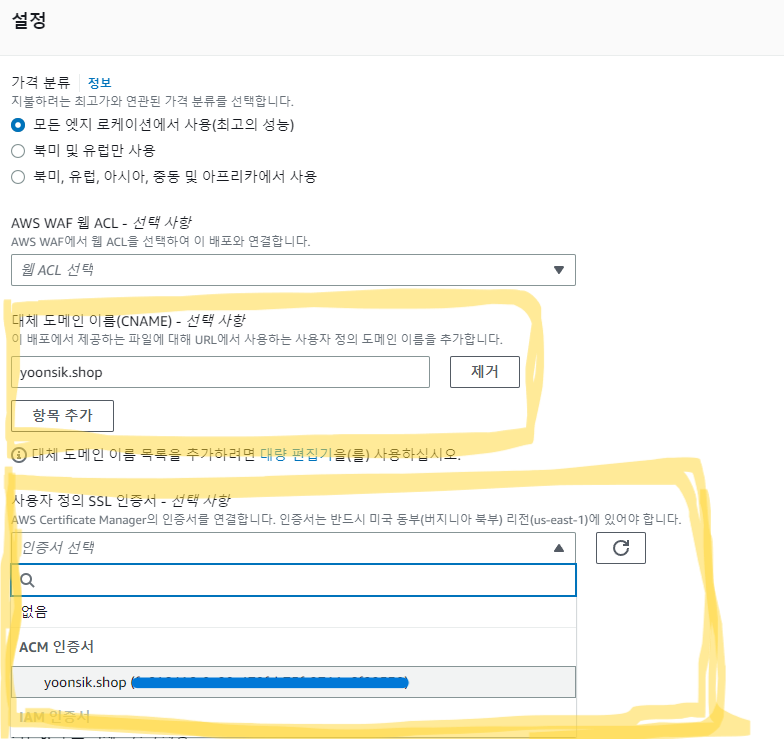 설정
가격 분류 정보
지불하려는 최고가와 연관된 가격 분류를 선택합니다.
모든 엣지 로케이션에서 사용(최고의 성능)
북미 및 유럽만 사용
북미, 유럽, 아시아, 중동 및 아프리카에서 사용
AWS WAF 웹 ACL - 선택 사항
AWS WAF에서 웹 ACL을 선택하여 이 배포와 연결합니다.
웹 ACL 선택
대체 도메인 이름(CNAME) - 선택 사항
이 배포에서 제공하는 파일에 대해 URL에서 사용하는 사용자 정의 도메인 이름을 추가합니다.
yoonsik.shop 제거
항목 추가
대체 도메인 이름 목록을 추가하려면 대량 편집기을(를) 사용하십시오.
사용자 정의 SSL 인증서 - 선택 사항
AWS Certificate Manager의 인증서를 연결합니다. 인증서는 반드시 미국 동부(버지니아 북부) 리전(us-east-1)에 있어야 합니다.
인증서 선택
없음
ACM 인증서
yoonsik.shop (
IAM 인증서